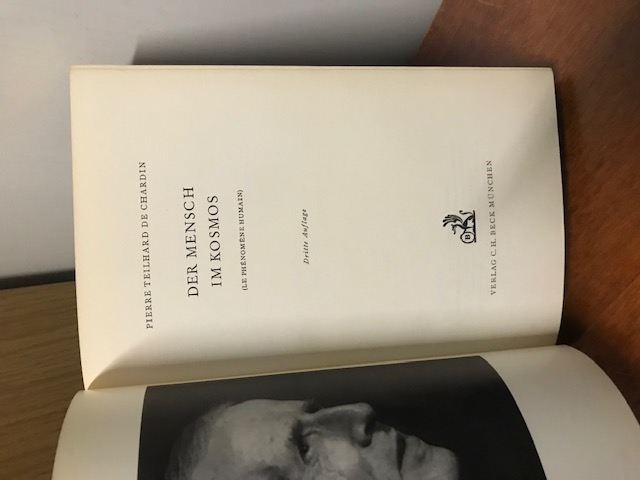 PIERRE TEILHARD DE CHARDIN
DER MENSCH
IM KOSMOS
(LE PHÉNOMÈNE HUMAIN)
Dritte Auflage
B
VERLAG C. H. BECK MÜNCHEN